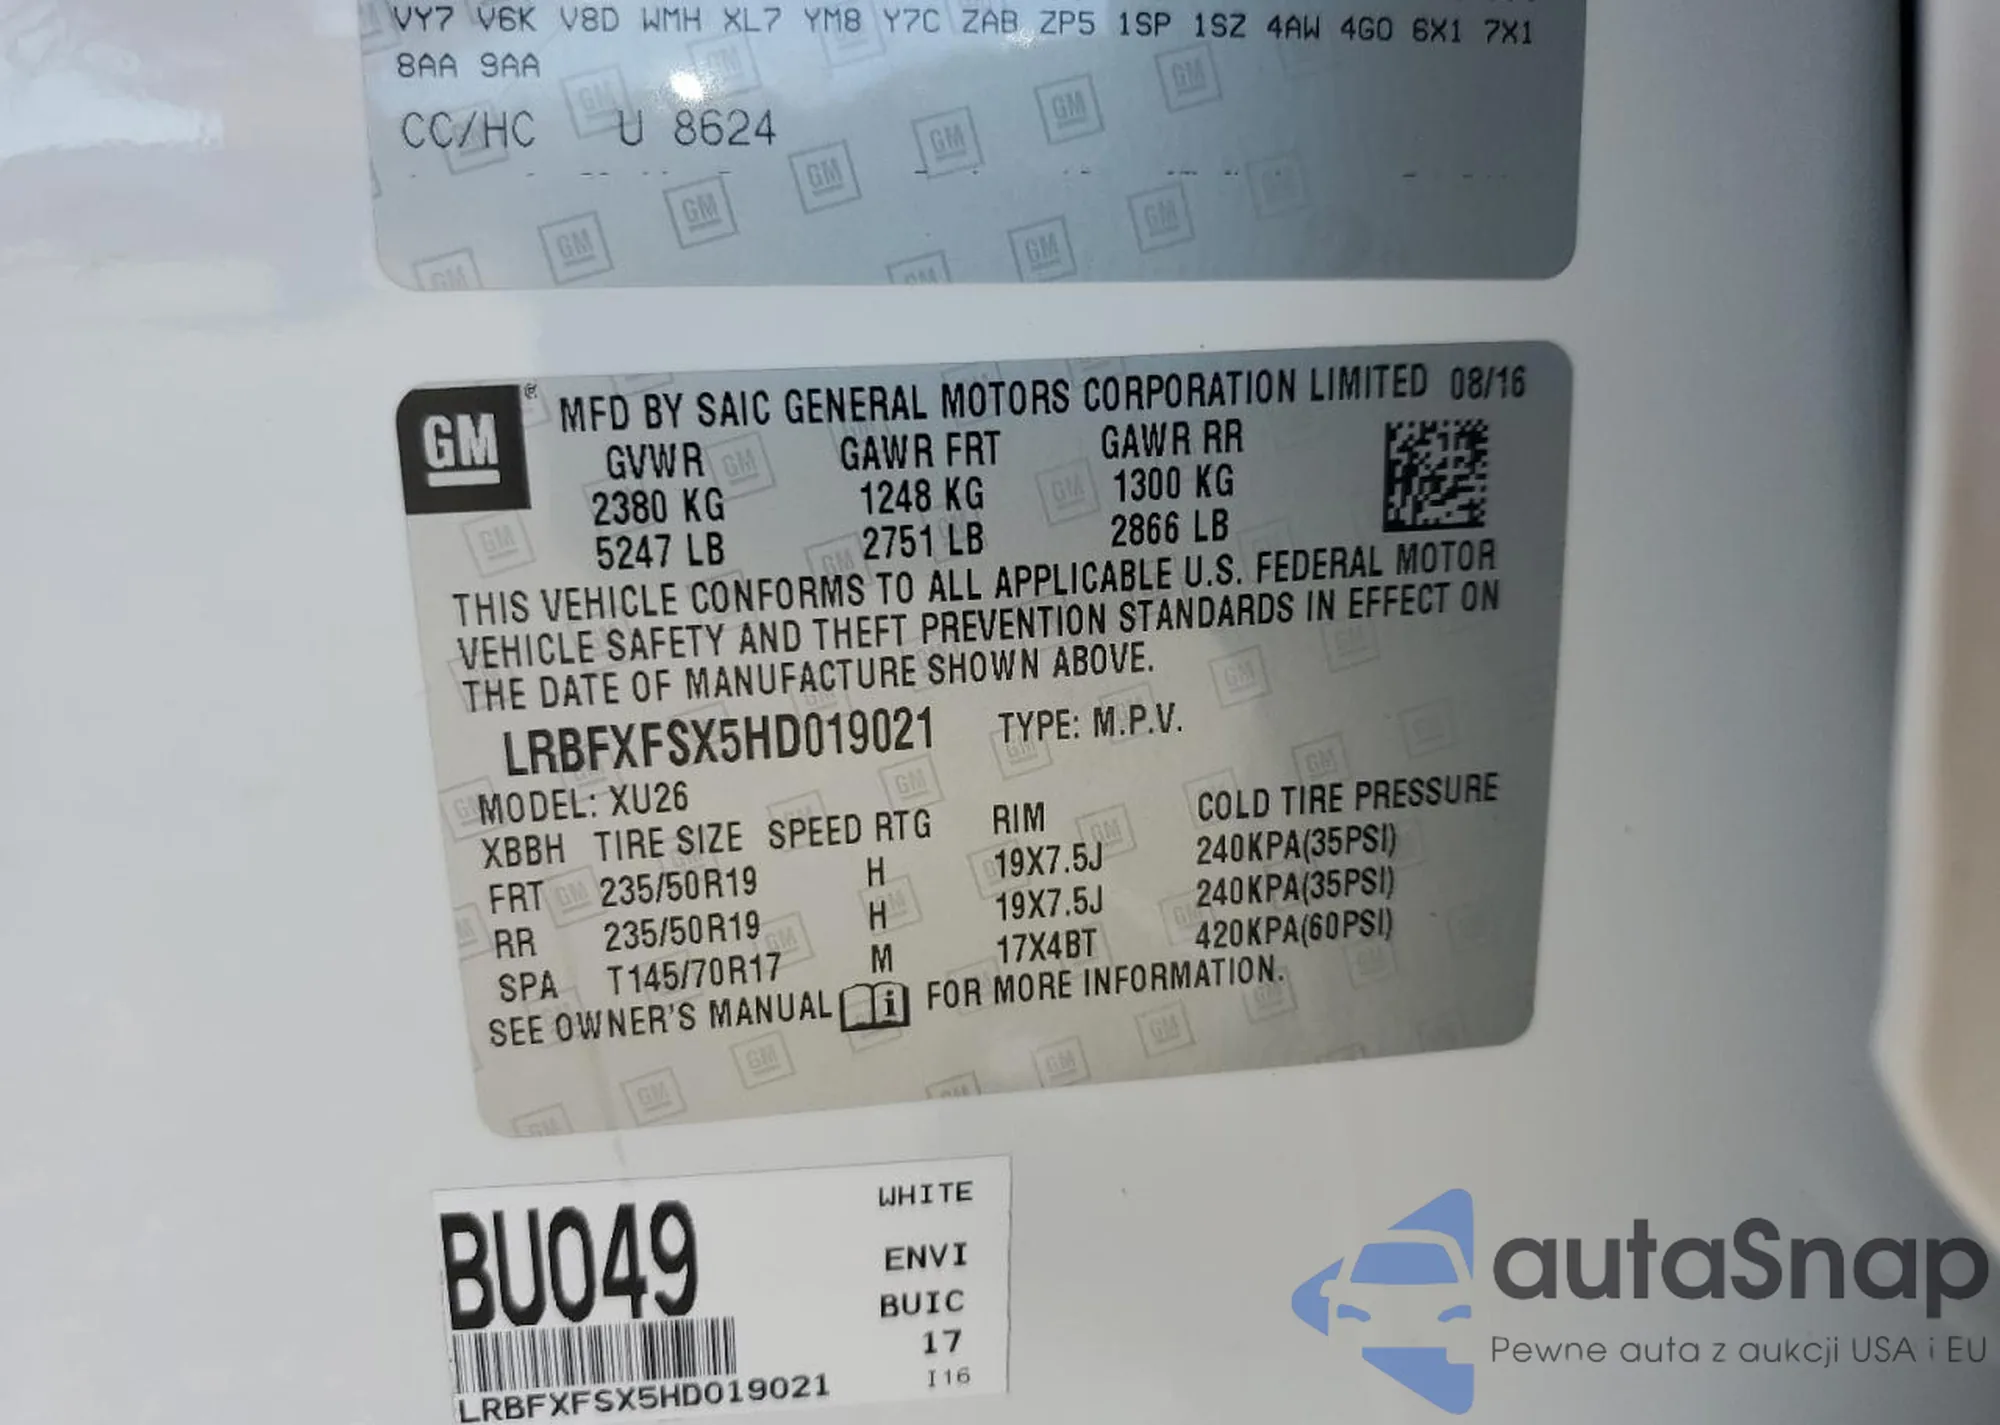 VY7 V6K V8D WMH XL7 YM8 Y7C ZAB ZP5 1SP 1SZ 4AW 4GO 6X1 7X1
8AA 9AA
CC/HC U 8624
GM ® MFD BY SAIC GENERAL MOTORS CORPORATION LIMITED 08/16
GVWR GAWR FRT GAWR RR
2380 KG 1248 KG 1300 KG
5247 LB 2751 LB 2866 LB
THIS VEHICLE CONFORMS TO ALL APPLICABLE U.S. FEDERAL MOTOR
VEHICLE SAFETY AND THEFT PREVENTION STANDARDS IN EFFECT ON
THE DATE OF MANUFACTURE SHOWN ABOVE.
LRBFXFSX5HD019021 TYPE: M.P.V.
MODEL: XU26
XBBH TIRE SIZE SPEED RTG RIM COLD TIRE PRESSURE
FRT 235/50R19 H 19X7.5J 240KPA(35PSI)
RR 235/50R19 H 19X7.5J 240KPA(35PSI)
SPA T145/70R17 M 17X4BT 420KPA(60PSI)
SEE OWNER'S MANUAL i FOR MORE INFORMATION.
BU049 WHITE
ENVI
BUIC
17
I16
LRBFXFSX5HD019021
autaSnap
Pewne auta z aukcji USA i EU